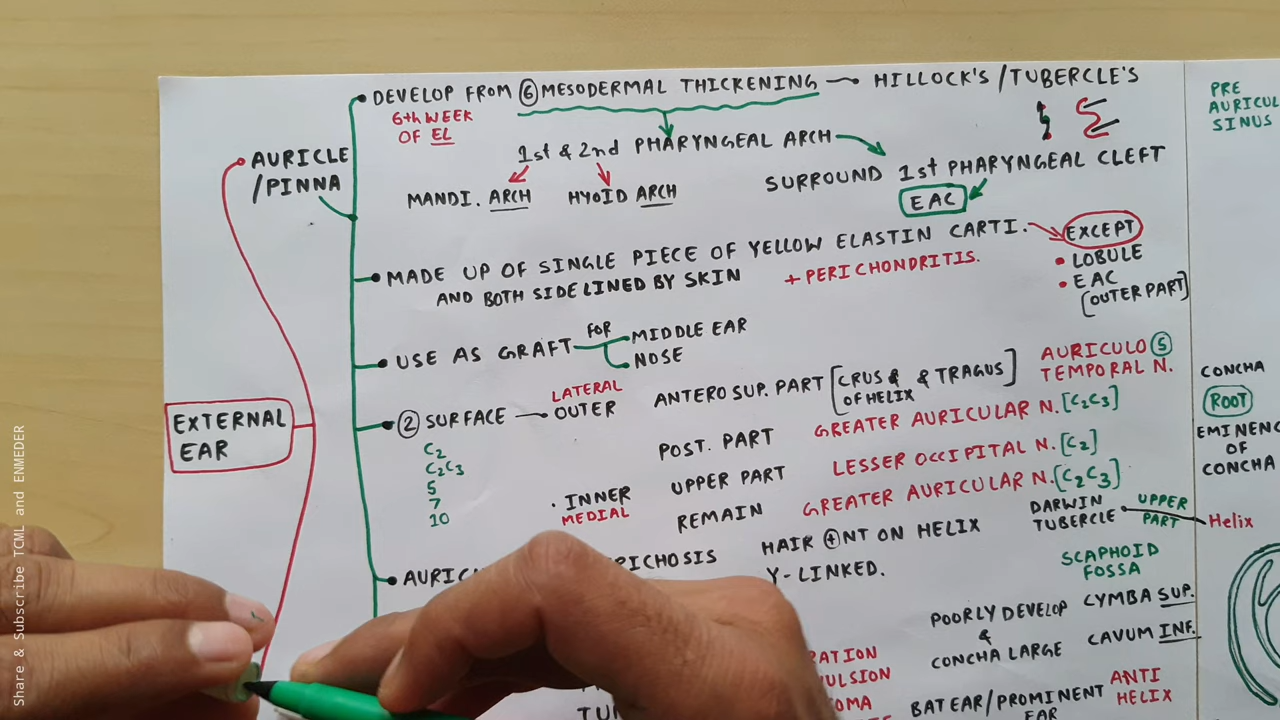 DEVELOP FROM ⑥ MESODERMAL THICKENING — HILLOCK'S /TUBERCLE'S
6th WEEK
OF EL
1st & 2nd PHARYNGEAL ARCH
MANDI. ARCH HYOID ARCH
SURROUND 1st PHARYNGEAL CLEFT
EAC
AURICLE
/PINNA
MADE UP OF SINGLE PIECE OF YELLOW ELASTIN CARTI. EXCEPT
AND BOTH SIDE LINED BY SKIN + PERICHONDRITIS.
• LOBULE
• EAC
[OUTER PART]
USE AS GRAFT FOR MIDDLE EAR
NOSE
EXTERNAL
EAR
② SURFACE — LATERAL
OUTER
ANTERO SUP. PART [CRUS & & TRAGUS]
OF HELIX
AURICULO ⑤
TEMPORAL N.
C2
C2C3
5
7
10
POST. PART GREATER AURICULAR N. [C2C3]
• INNER
MEDIAL
UPPER PART LESSER OCCIPITAL N. [C2]
REMAIN GREATER AURICULAR N. [C2C3]
DARWIN
TUBERCLE
UPPER
PART
Helix
HAIR ⊕NT ON HELIX
Y-LINKED.
SCAPHOID
FOSSA
POORLY DEVELOP
&
CONCHA LARGE
CYMBA SUP.
CAVUM INF.
BAT EAR/PROMINENT
EAR
ANTI
HELIX
PRE
SINUS
CONCHA
ROOT
OF
CONCHA
Share & Subscribe TCML and ENMEDER